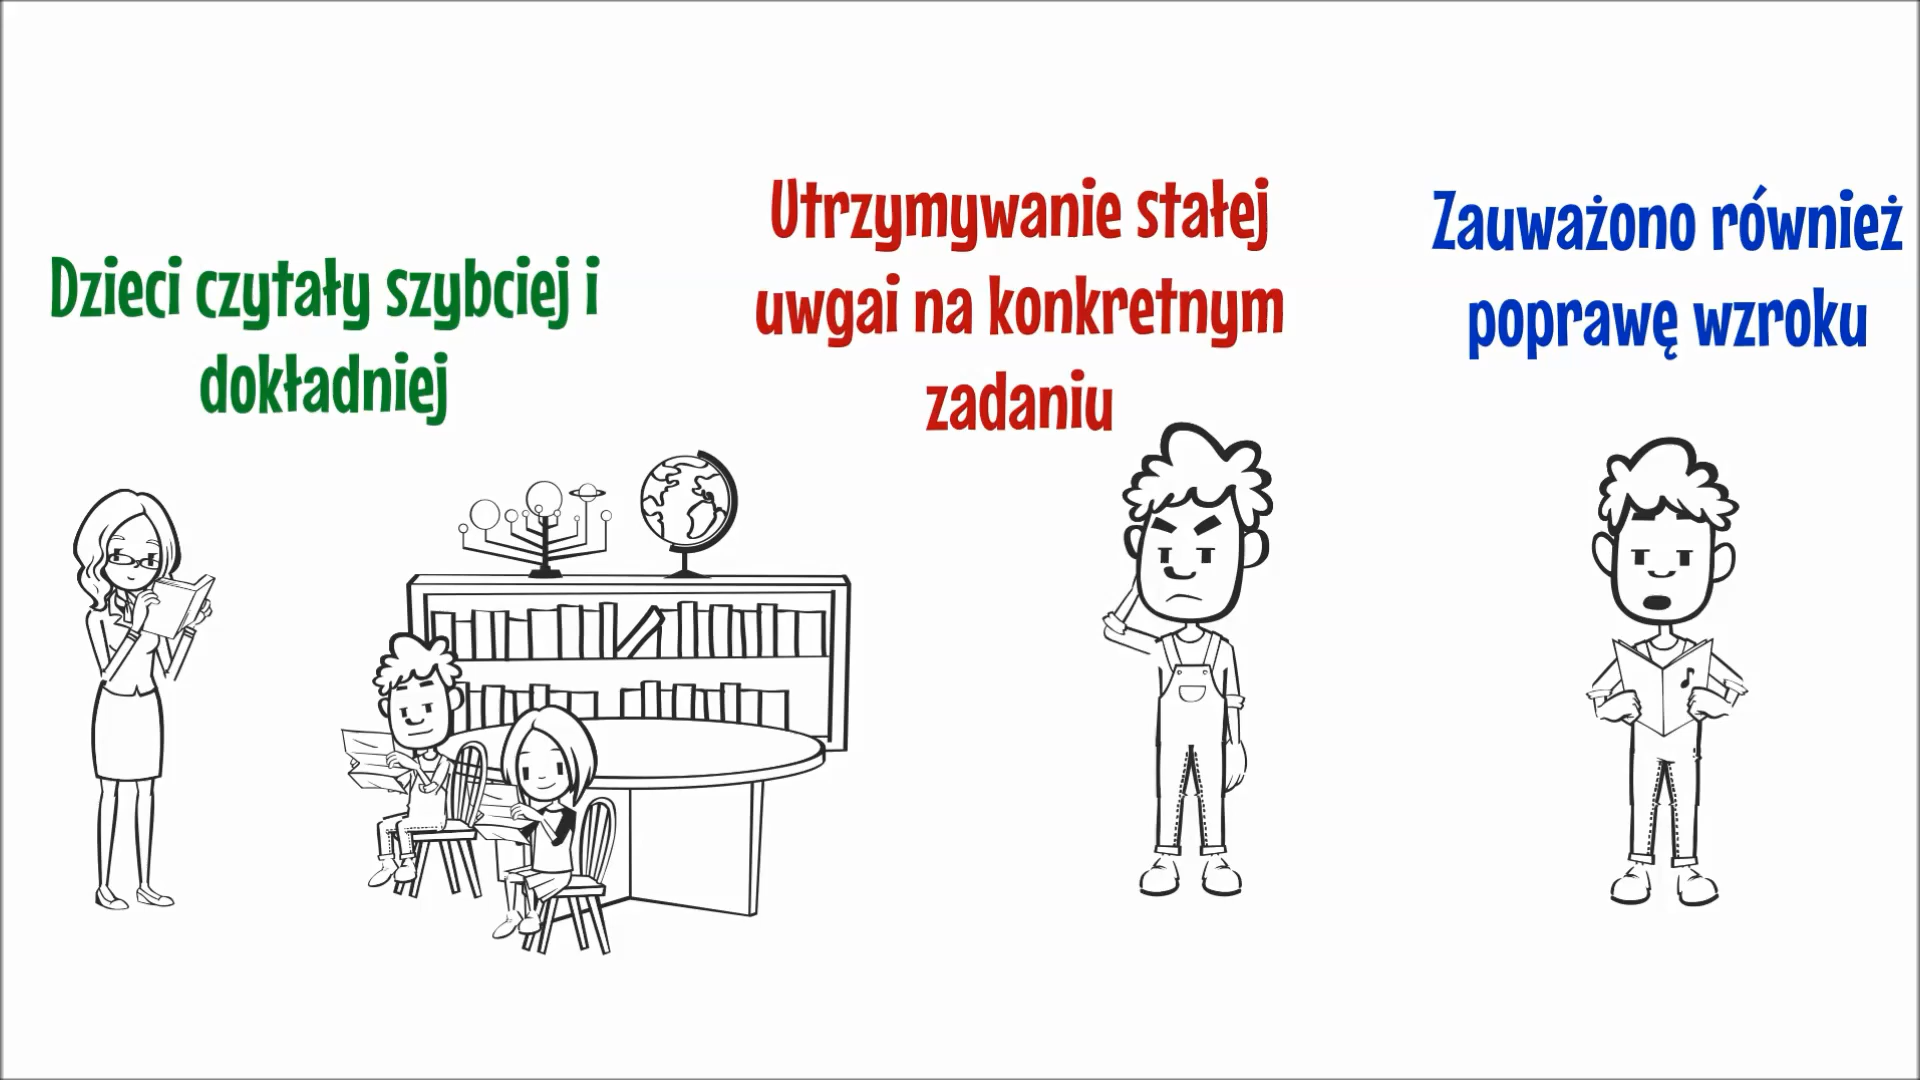 Dzieci czytały szybciej i
dokładniej
Utrzymywanie stałej
uwgai na konkretnym
zadaniu
Zauważono również
poprawę wzroku